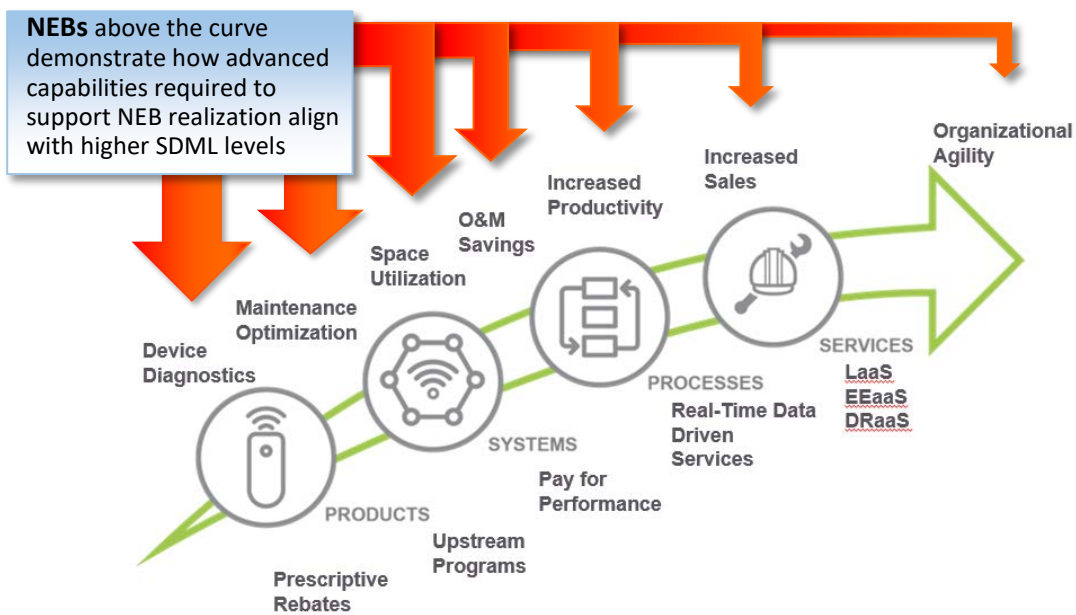 NEBs above the curve
demonstrate how advanced
capabilities required to
support NEB realization align
with higher SDML levels
Organizational
Agility
Increased
Sales
Increased
Productivity
O&M
Savings
Space
Utilization
Maintenance
Optimization
Device
Diagnostics
SERVICES
LaaS
EEaaS
DRaaS
PROCESSES
Real-Time Data
Driven
Services
SYSTEMS
Pay for
Performance
PRODUCTS
Upstream
Programs
Prescriptive
Rebates